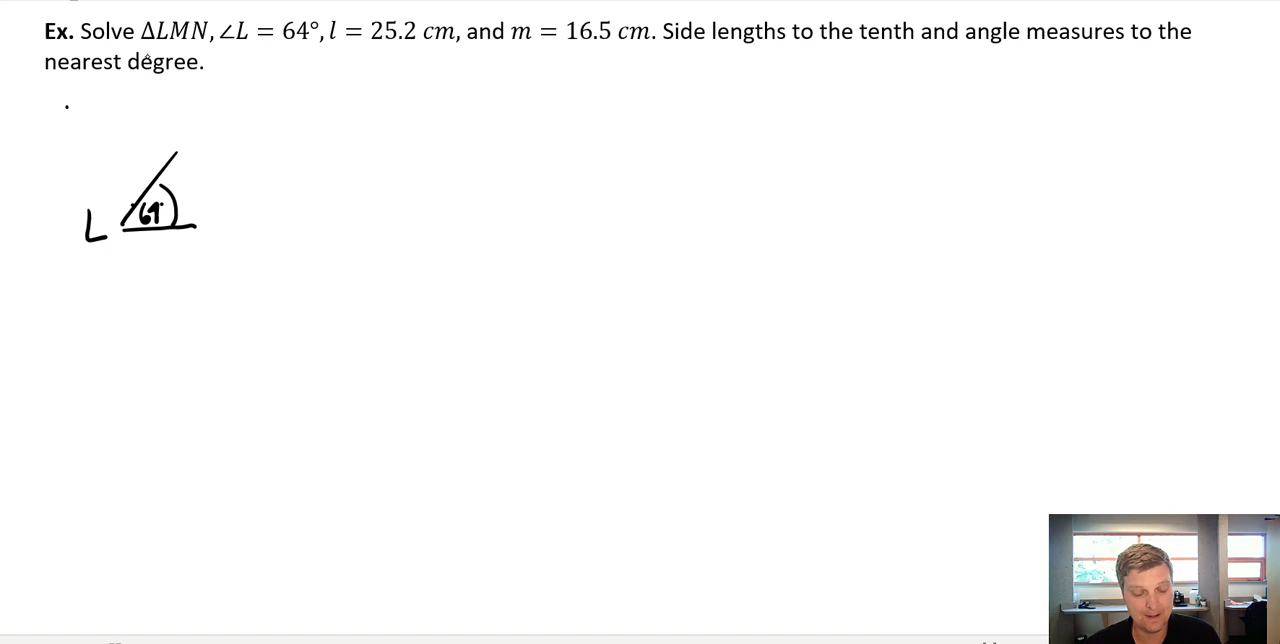 Ex. Solve ΔLMN, ∠L = 64°, l = 25.2 cm, and m = 16.5 cm. Side lengths to the tenth and angle measures to the
nearest degree.
64°
L